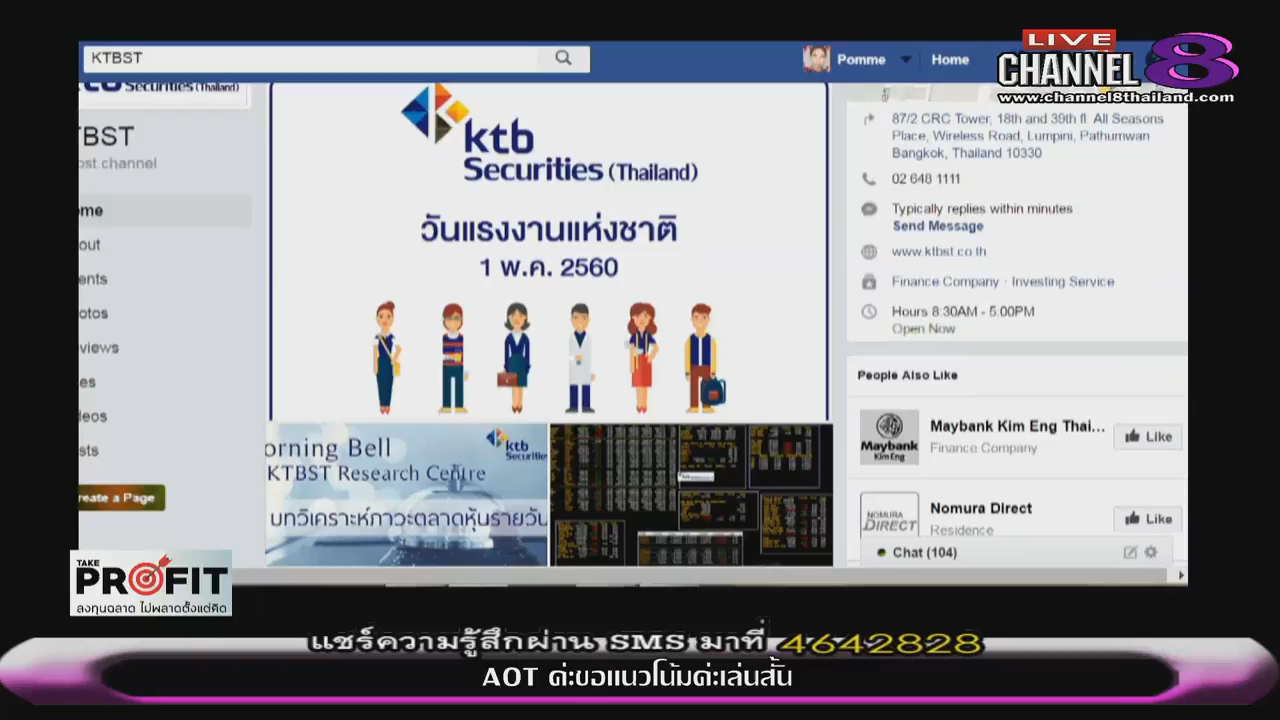 KTBST
Pomme
Home
LIVE
CHANNEL 8
www.channel8thailand.com
Securities (Thailand)
TBST
channel
ktb
Securities (Thailand)
วันแรงงานแห่งชาติ
1 พ.ค. 2560
87/2 CRC Tower, 18th and 39th fl. All Seasons
Place, Wireless Road, Lumpini, Pathumwan
Bangkok, Thailand 10330
02 648 1111
Typically replies within minutes
Send Message
www.ktbst.co.th
Finance Company · Investing Service
Hours 8:30AM - 5:00PM
Open Now
People Also Like
Maybank
Kim Eng
Maybank Kim Eng Thai...
Finance Company
Like
NOMURA
DIRECT
Nomura Direct
Residence
Like
Chat (104)
orning Bell
KTBST Research Centre
ktb
Securities
บทวิเคราะห์ภาวะตลาดหุ้นรายวัน
reate a Page
TAKE
PROFIT
ลงทุนฉลาด ไม่พลาดตั้งแต่คิด
แชร์ความรู้สึกผ่าน SMS มาที่ 4642828
AOT ค่ะขอแนวโน้มค่ะเล่นสั้น